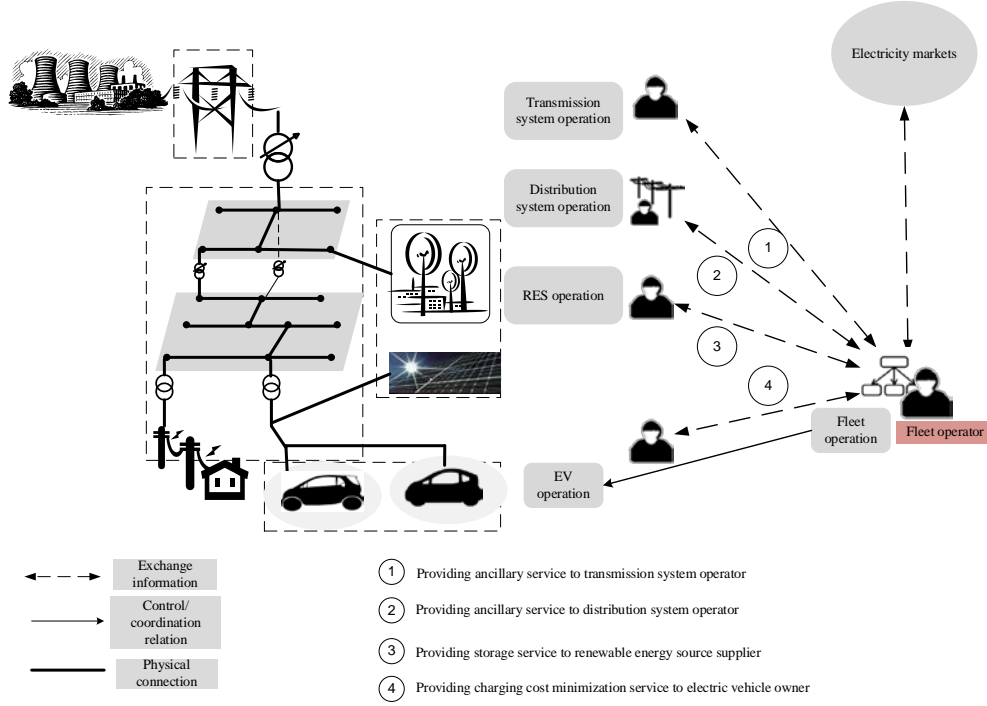 Electricity markets
Transmission
system operation
Distribution
system operation
1
2
RES operation
3
4
Fleet
operation
Fleet operator
EV
operation
Exchange
information
Control/
coordination
relation
Physical
connection
1 Providing ancillary service to transmission system operator
2 Providing ancillary service to distribution system operator
3 Providing storage service to renewable energy source supplier
4 Providing charging cost minimization service to electric vehicle owner